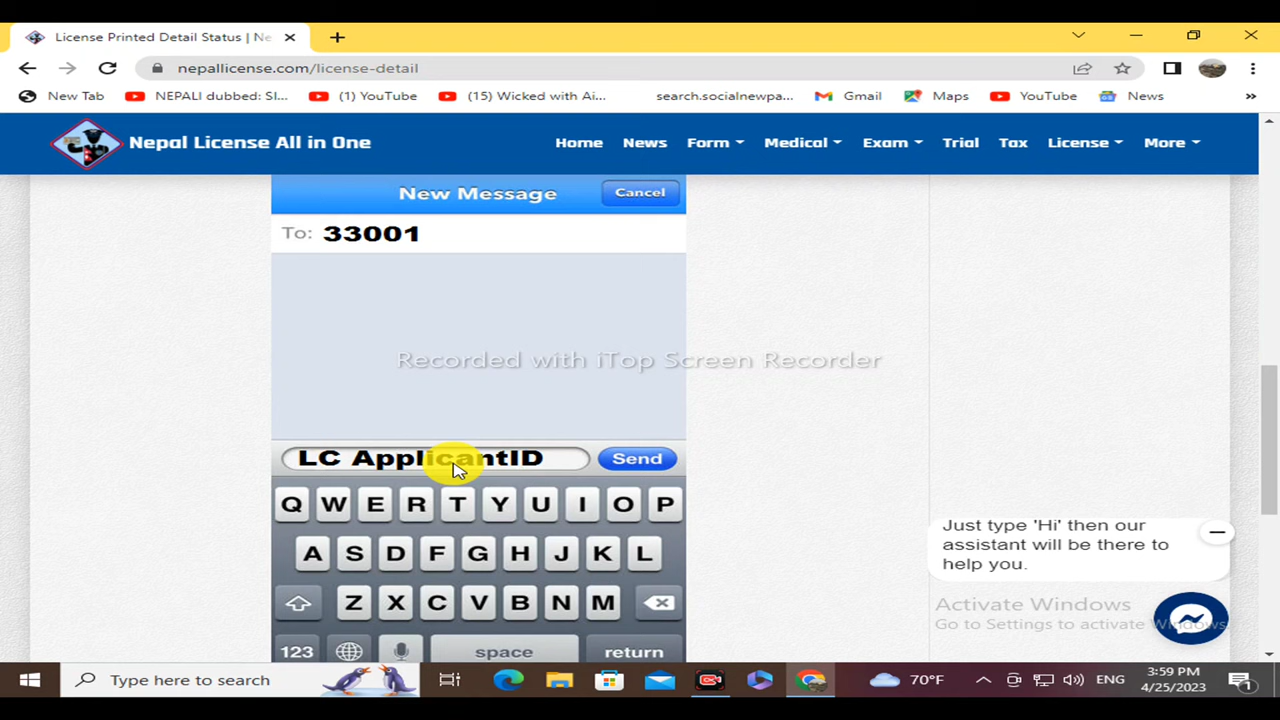 License Printed Detail Status | Ne
nepallicense.com/license-detail
New Tab
NEPALI dubbed: SI...
(1) YouTube
(15) Wicked with Ai...
search.socialnewpa...
Gmail
Maps
YouTube
News
»
Nepal License All in One
Home
News
Form
Medical
Exam
Trial
Tax
License
More
New Message
Cancel
To: 33001
Recorded with iTop Screen Recorder
LC ApplicantID
Send
Q W E R T Y U I O P
A S D F G H J K L
Z X C V B N M
123
space
return
Just type 'Hi' then our
assistant will be there to
help you.
Activate Windows
Go to Settings to activate Windows.
Type here to search
70°F
ENG
3:59 PM
4/25/2023
1